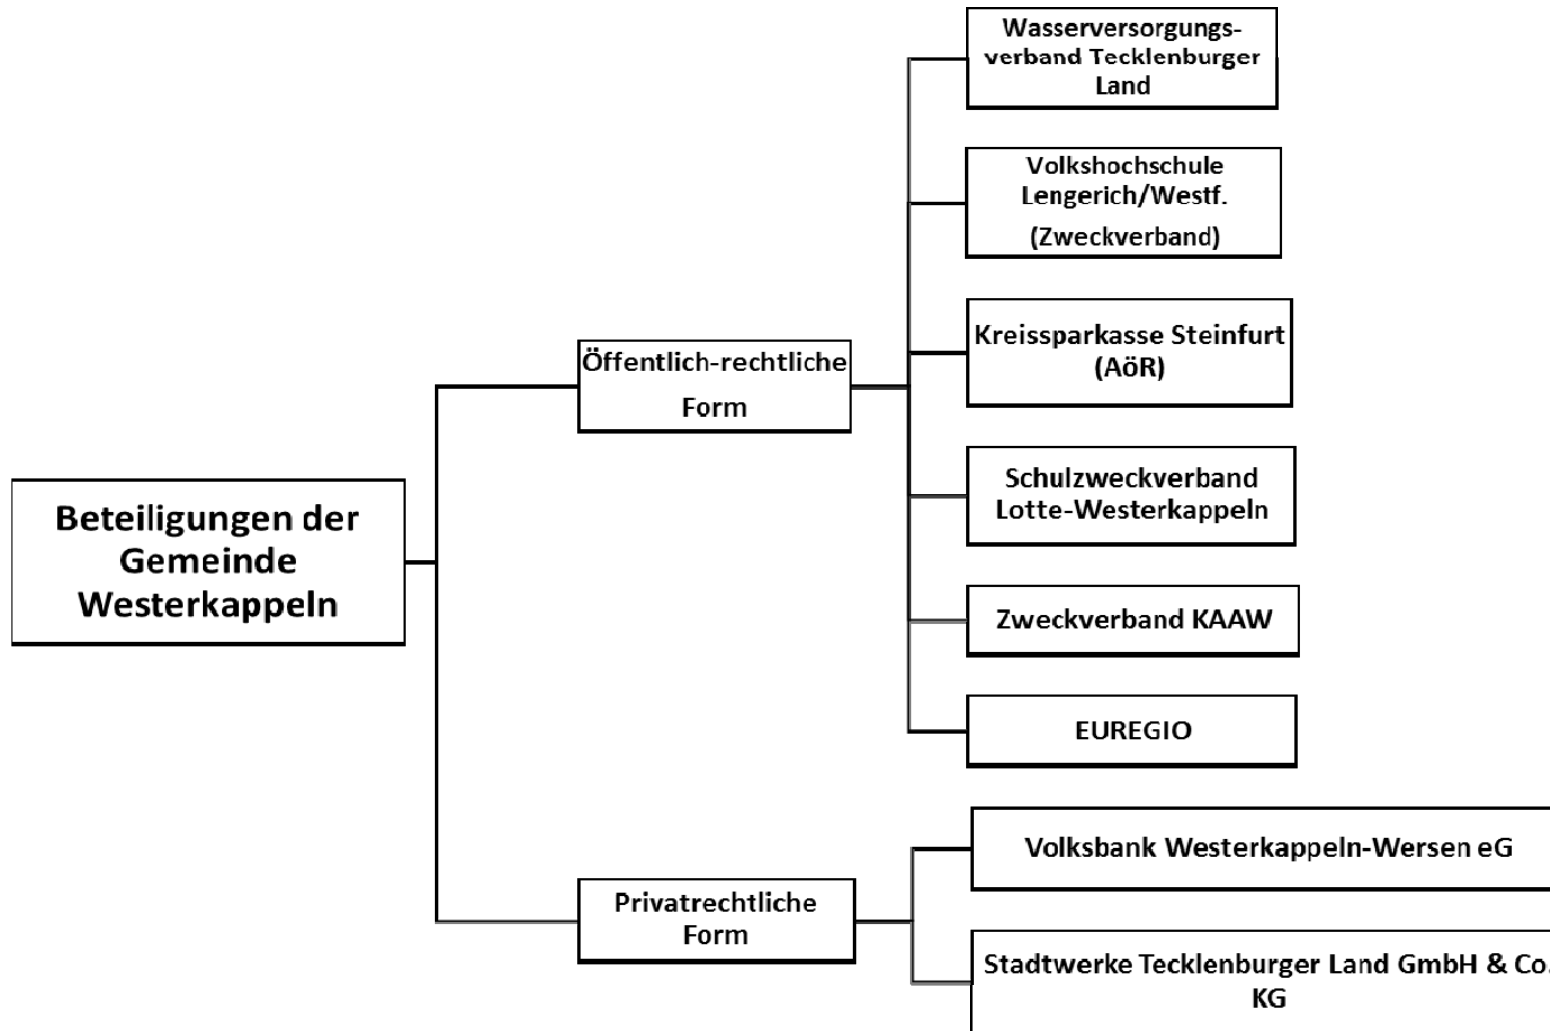 Beteiligungen der
Gemeinde
Westerkappeln
Öffentlich-rechtliche
Form
Wasserversorgungs-
verband Tecklenburger
Land
Volkshochschule
Lengerich/Westf.
(Zweckverband)
Kreissparkasse Steinfurt
(AöR)
Schulzweckverband
Lotte-Westerkappeln
Zweckverband KAAW
EUREGIO
Privatrechtliche
Form
Volksbank Westerkappeln-Wersen eG
Stadtwerke Tecklenburger Land GmbH & Co.
KG